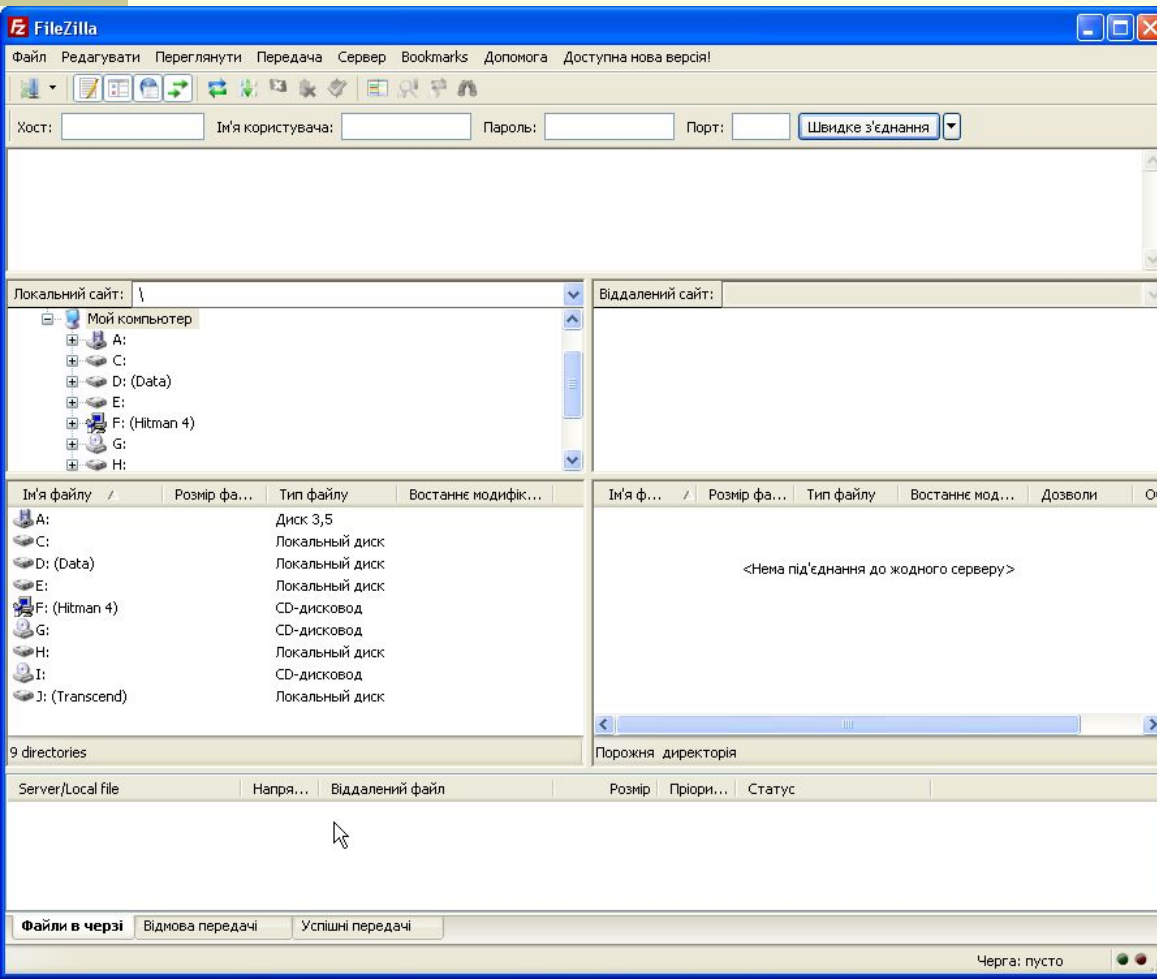 FileZilla
Файл Редагувати Переглянути Передача Сервер Bookmarks Допомога Доступна нова версія!
Хост: Ім'я користувача: Пароль: Порт: Швидке з'єднання
Локальний сайт: \
Мой компьютер
A:
C:
D: (Data)
E:
F: (Hitman 4)
G:
H:
Віддалений сайт:
Ім'я файлу Розмір фа... Тип файлу Востаннє модифік...
A: Диск 3,5
C: Локальный диск
D: (Data) Локальный диск
E: Локальный диск
F: (Hitman 4) CD-дисковод
G: CD-дисковод
H: Локальный диск
I: CD-дисковод
J: (Transcend) Локальный диск
9 directories
Ім'я ф... Розмір фа... Тип файлу Востаннє мод... Дозволи
<Нема під'єднання до жодного серверу>
Порожня директорія
Server/Local file Напря... Віддалений файл Розмір Пріори... Статус
Файли в черзі Відмова передачі Успішні передачі
Черга: пусто